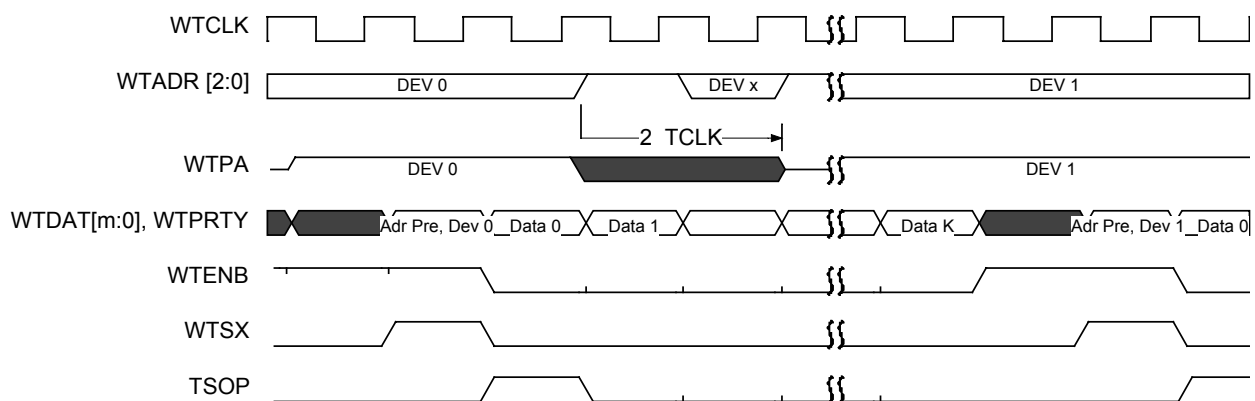 WTCLK
WTADR [2:0]
DEV 0
DEV x
DEV 1
2 TCLK
WTPA
DEV 0
DEV 1
WTDAT[m:0], WTPRTY
Adr Pre, Dev 0
Data 0
Data 1
Data K
Adr Pre, Dev 1
Data 0
WTENB
WTSX
TSOP